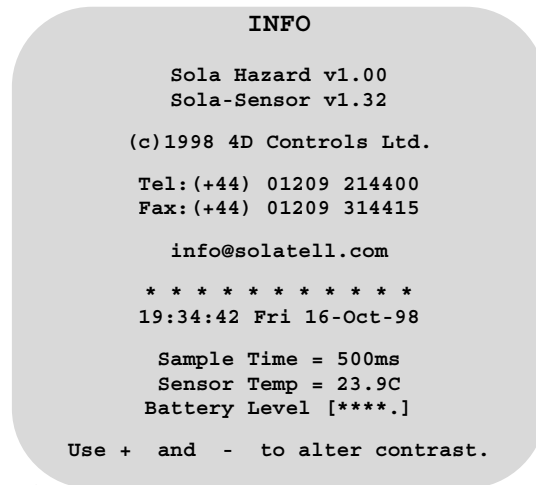 INFO
Sola Hazard v1.00
Sola-Sensor v1.32
(c)1998 4D Controls Ltd.
Tel:(+44) 01209 214400
Fax:(+44) 01209 314415
info@solatell.com
* * * * * * * * * * *
19:34:42 Fri 16-Oct-98
Sample Time = 500ms
Sensor Temp = 23.9C
Battery Level [****.]
Use + and - to alter contrast.